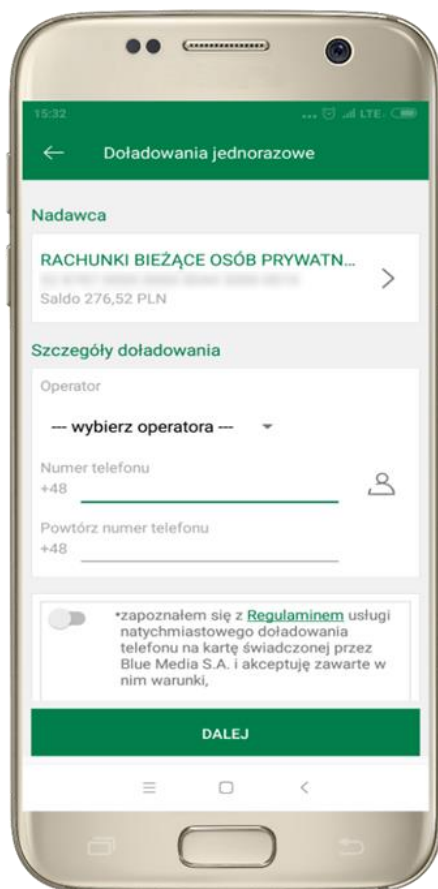 15:32
... LTE
Doładowania jednorazowe
Nadawca
RACHUNKI BIEŻĄCE OSÓB PRYWATN...
Saldo 276,52 PLN
Szczegóły doładowania
Operator
--- wybierz operatora ---
Numer telefonu
+48
Powtórz numer telefonu
+48
•zapoznałem się z Regulaminem usługi
natychmiastowego doładowania
telefonu na kartę świadczonej przez
Blue Media S.A. i akceptuję zawarte w
nim warunki,
DALEJ